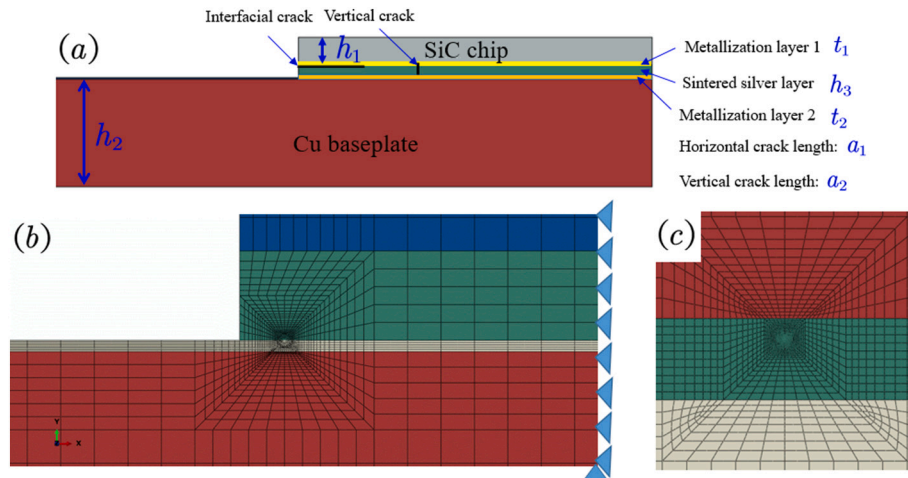 Interfacial crack
Vertical crack
(a)
h₁
SiC chip
Metallization layer 1 t₁
Sintered silver layer h₃
Metallization layer 2 t₂
h₂
Cu baseplate
Horizontal crack length: a₁
Vertical crack length: a₂
(b)
(c)
Y
X